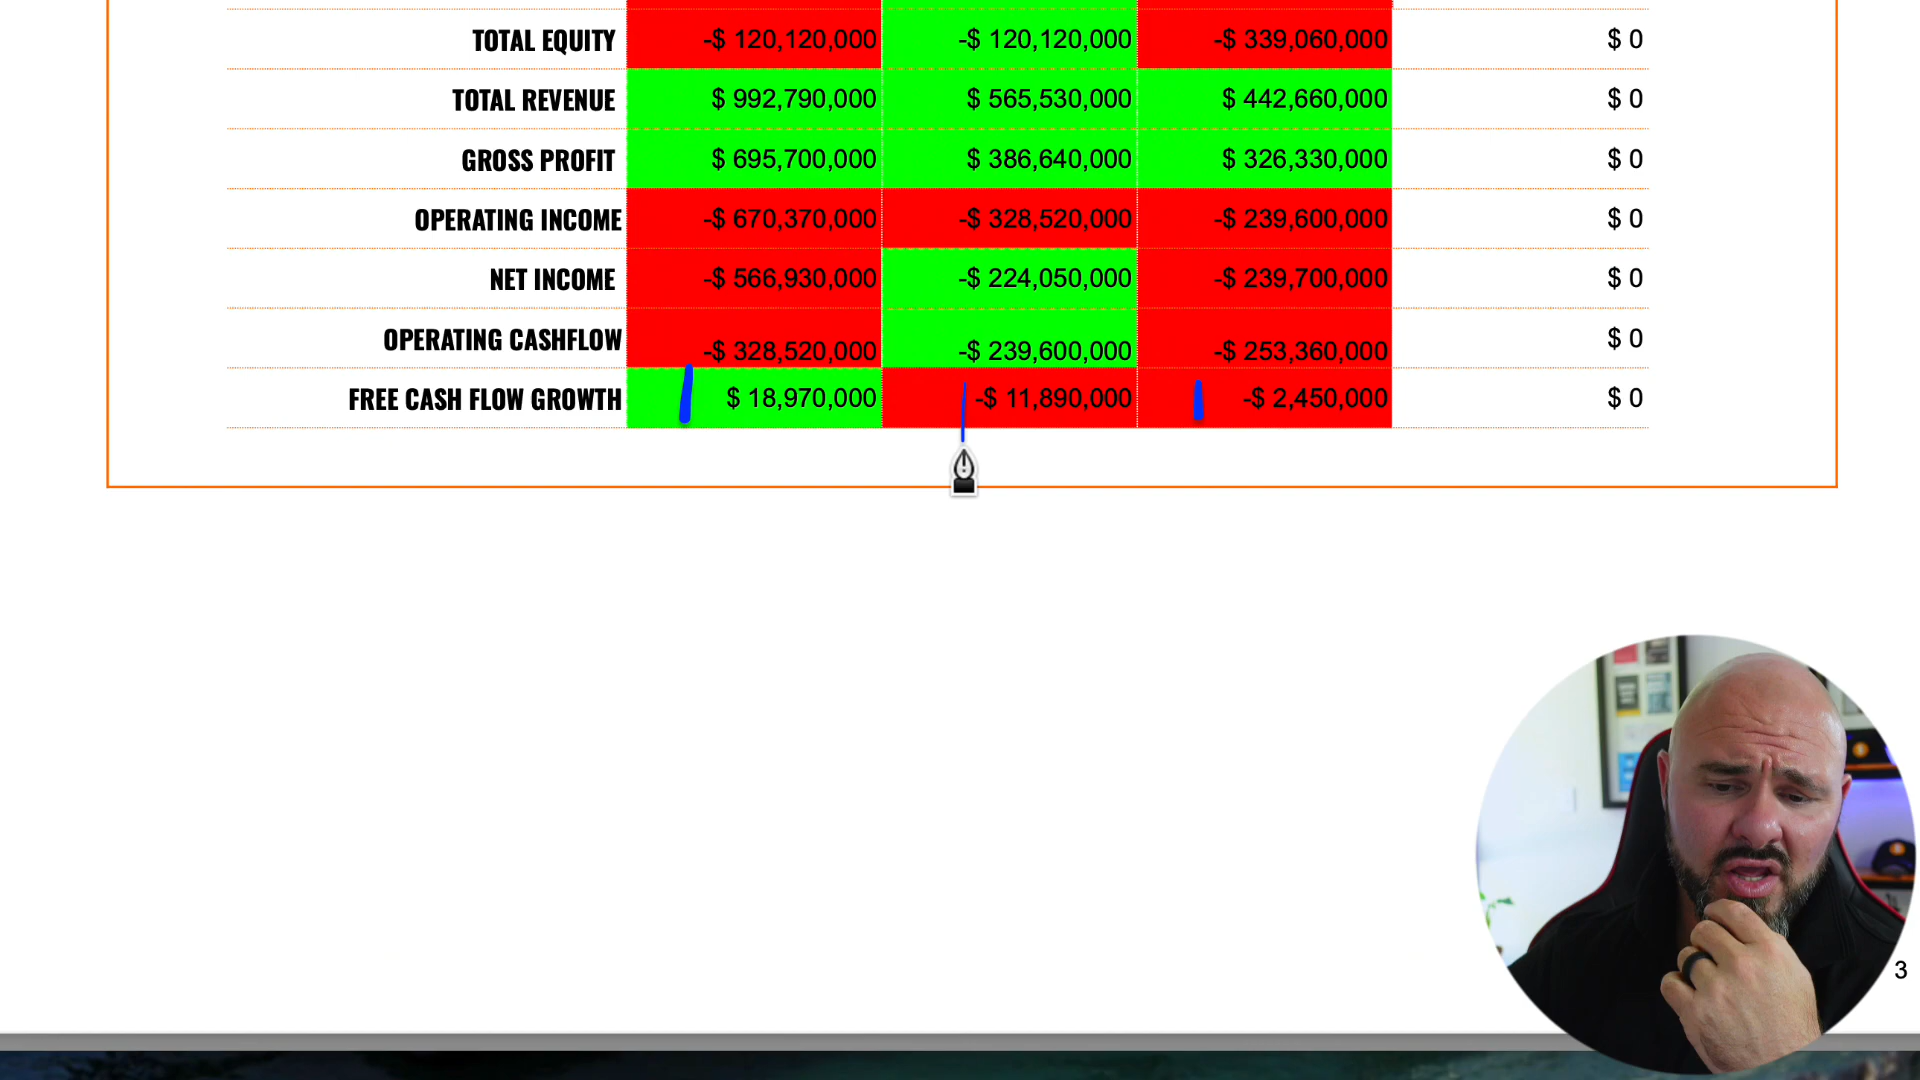 TOTAL EQUITY -$ 120,120,000 -$ 120,120,000 -$ 339,060,000 $ 0
TOTAL REVENUE $ 992,790,000 $ 565,530,000 $ 442,660,000 $ 0
GROSS PROFIT $ 695,700,000 $ 386,640,000 $ 326,330,000 $ 0
OPERATING INCOME -$ 670,370,000 -$ 328,520,000 -$ 239,600,000 $ 0
NET INCOME -$ 566,930,000 -$ 224,050,000 -$ 239,700,000 $ 0
OPERATING CASHFLOW -$ 328,520,000 -$ 239,600,000 -$ 253,360,000 $ 0
FREE CASH FLOW GROWTH $ 18,970,000 -$ 11,890,000 -$ 2,450,000 $ 0
3